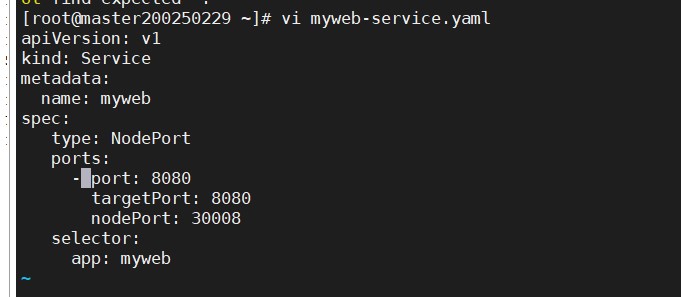 [root@master200250229 ~]# vi myweb-service.yaml
apiVersion: v1
kind: Service
metadata:
  name: myweb
spec:
   type: NodePort
   ports:
     - port: 8080
       targetPort: 8080
       nodePort: 30008
   selector:
     app: myweb
~